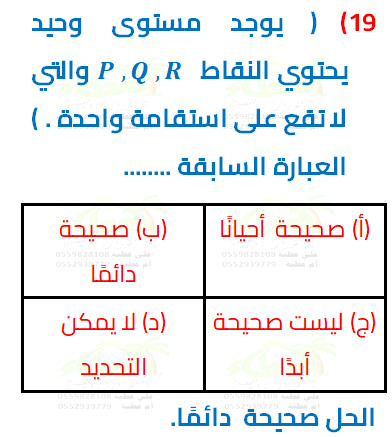 19) ( يوجد مستوى وحيد
يحتوي النقاط P ,Q ,R والتي
لا تقع على استقامة واحدة . )
العبارة السابقة ........
(أ) صحيحة أحيانًا
(ب) صحيحة
دائمًا
(ج) ليست صحيحة
أبدًا
(د) لا يمكن
التحديد
الحل صحيحة دائمًا.